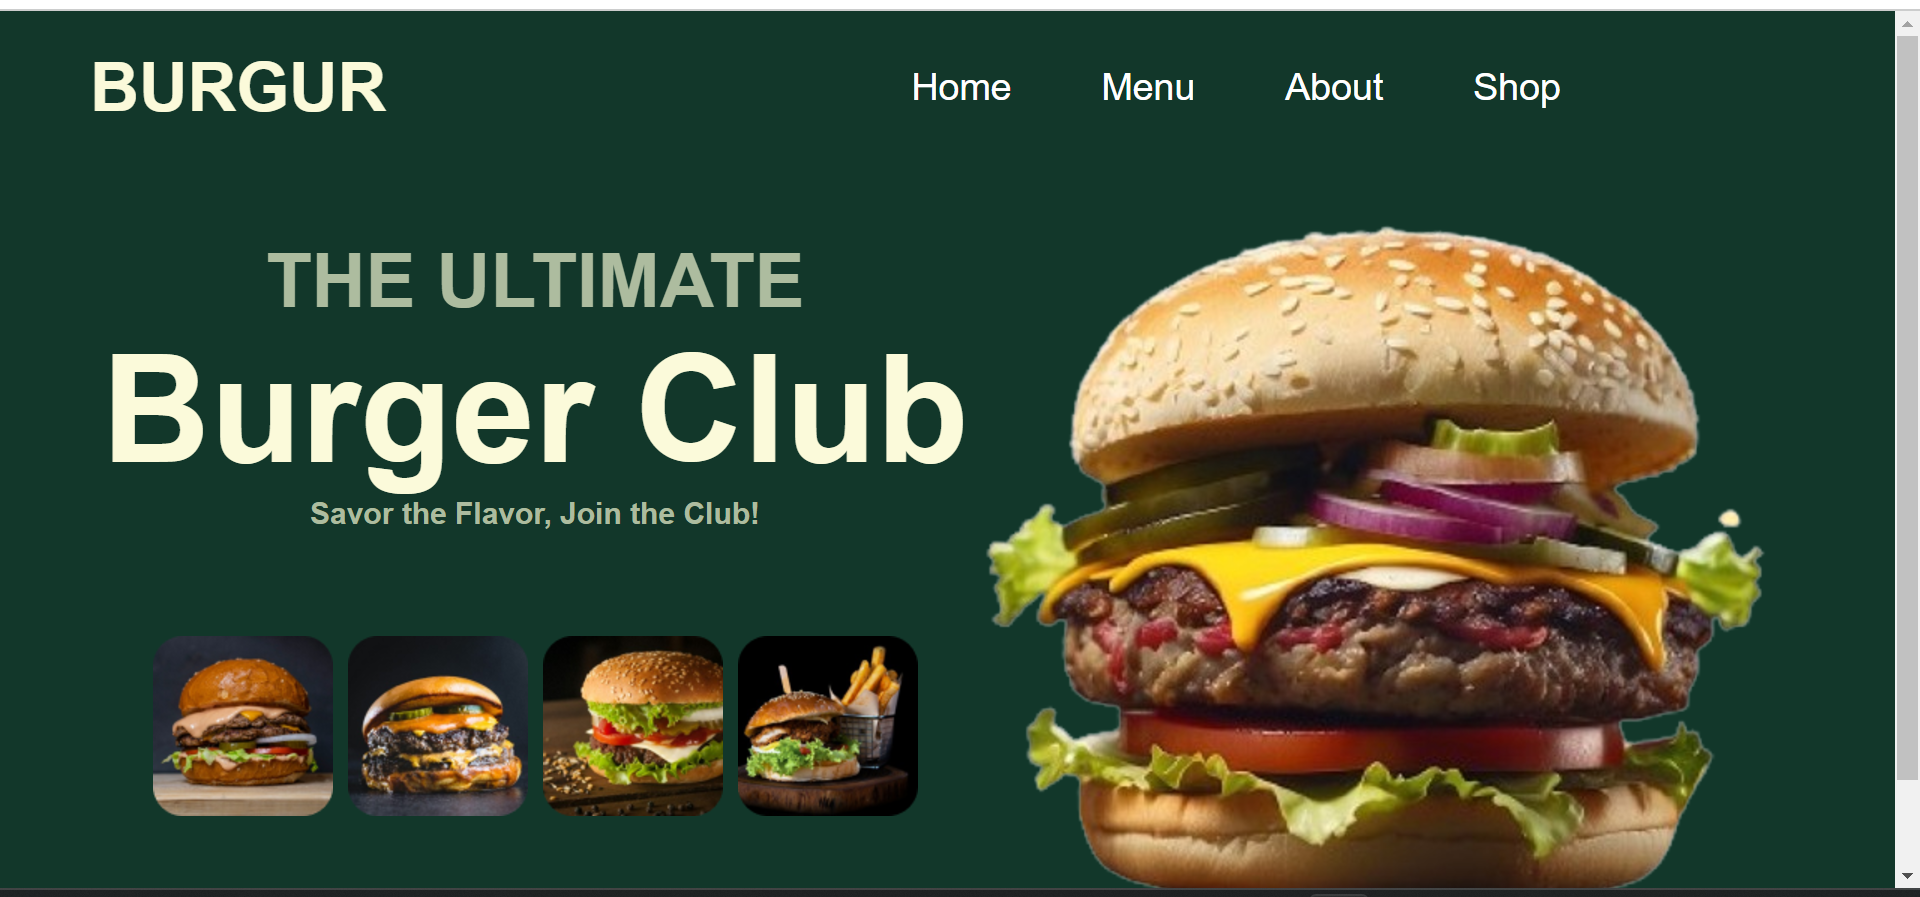 BURGUR
Home Menu About Shop
THE ULTIMATE
Burger Club
Savor the Flavor, Join the Club!